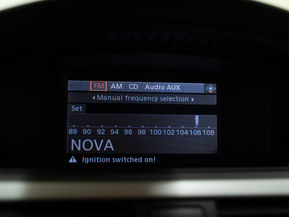 FM AM CD Audio AUX
Manual frequency selection
Set
88 90 92 94 96 98 100 102 104 106 108
NOVA
Ignition switched on!